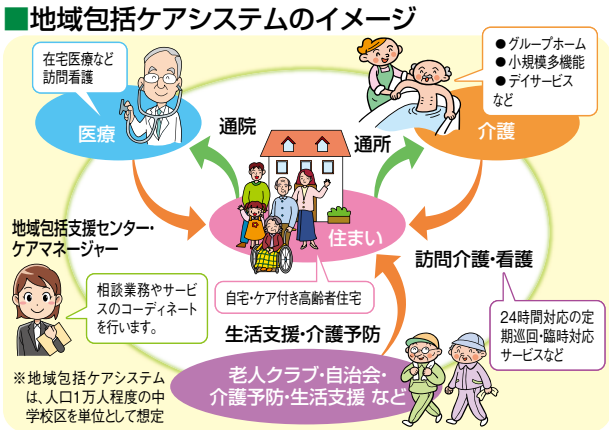 ■地域包括ケアシステムのイメージ
在宅医療など
訪問看護
医療
通院
通所
●グループホーム
●小規模多機能
●デイサービス
など
介護
住まい
自宅・ケア付き高齢者住宅
地域包括支援センター・
ケアマネージャー
相談業務やサービ
スのコーディネート
を行います。
訪問介護・看護
24時間対応の定
期巡回・臨時対応
サービスなど
生活支援・介護予防
老人クラブ・自治会・
介護予防・生活支援 など
※地域包括ケアシステム
は、人口1万人程度の中
学校区を単位として想定